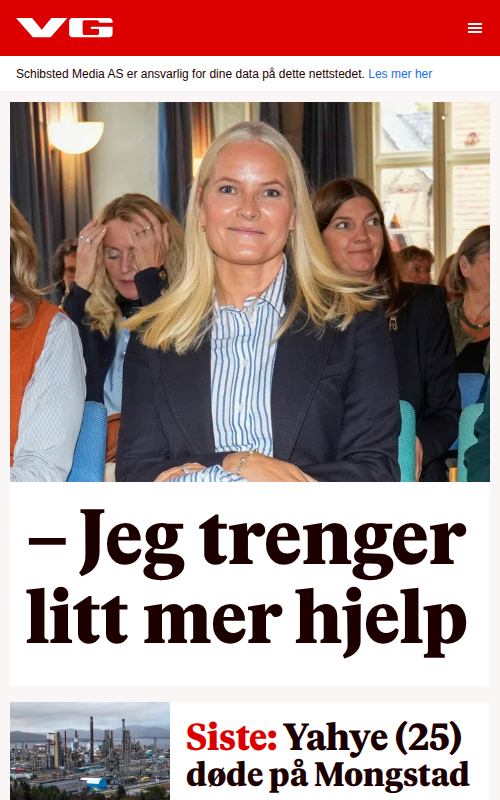 VG
Schibsted Media AS er ansvarlig for dine data på dette nettstedet. Les mer her
– Jeg trenger
litt mer hjelp
Siste: Yahye (25)
døde på Mongstad